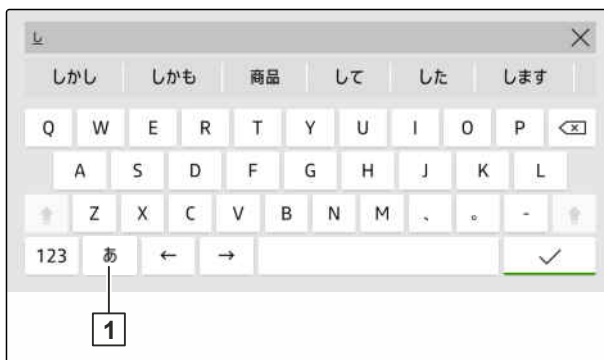 し
しかし しかも 商品 して した します
Q W E R T Y U I O P
A S D F G H J K L
Z X C V B N M 、 。 -
123 あ ← →
1